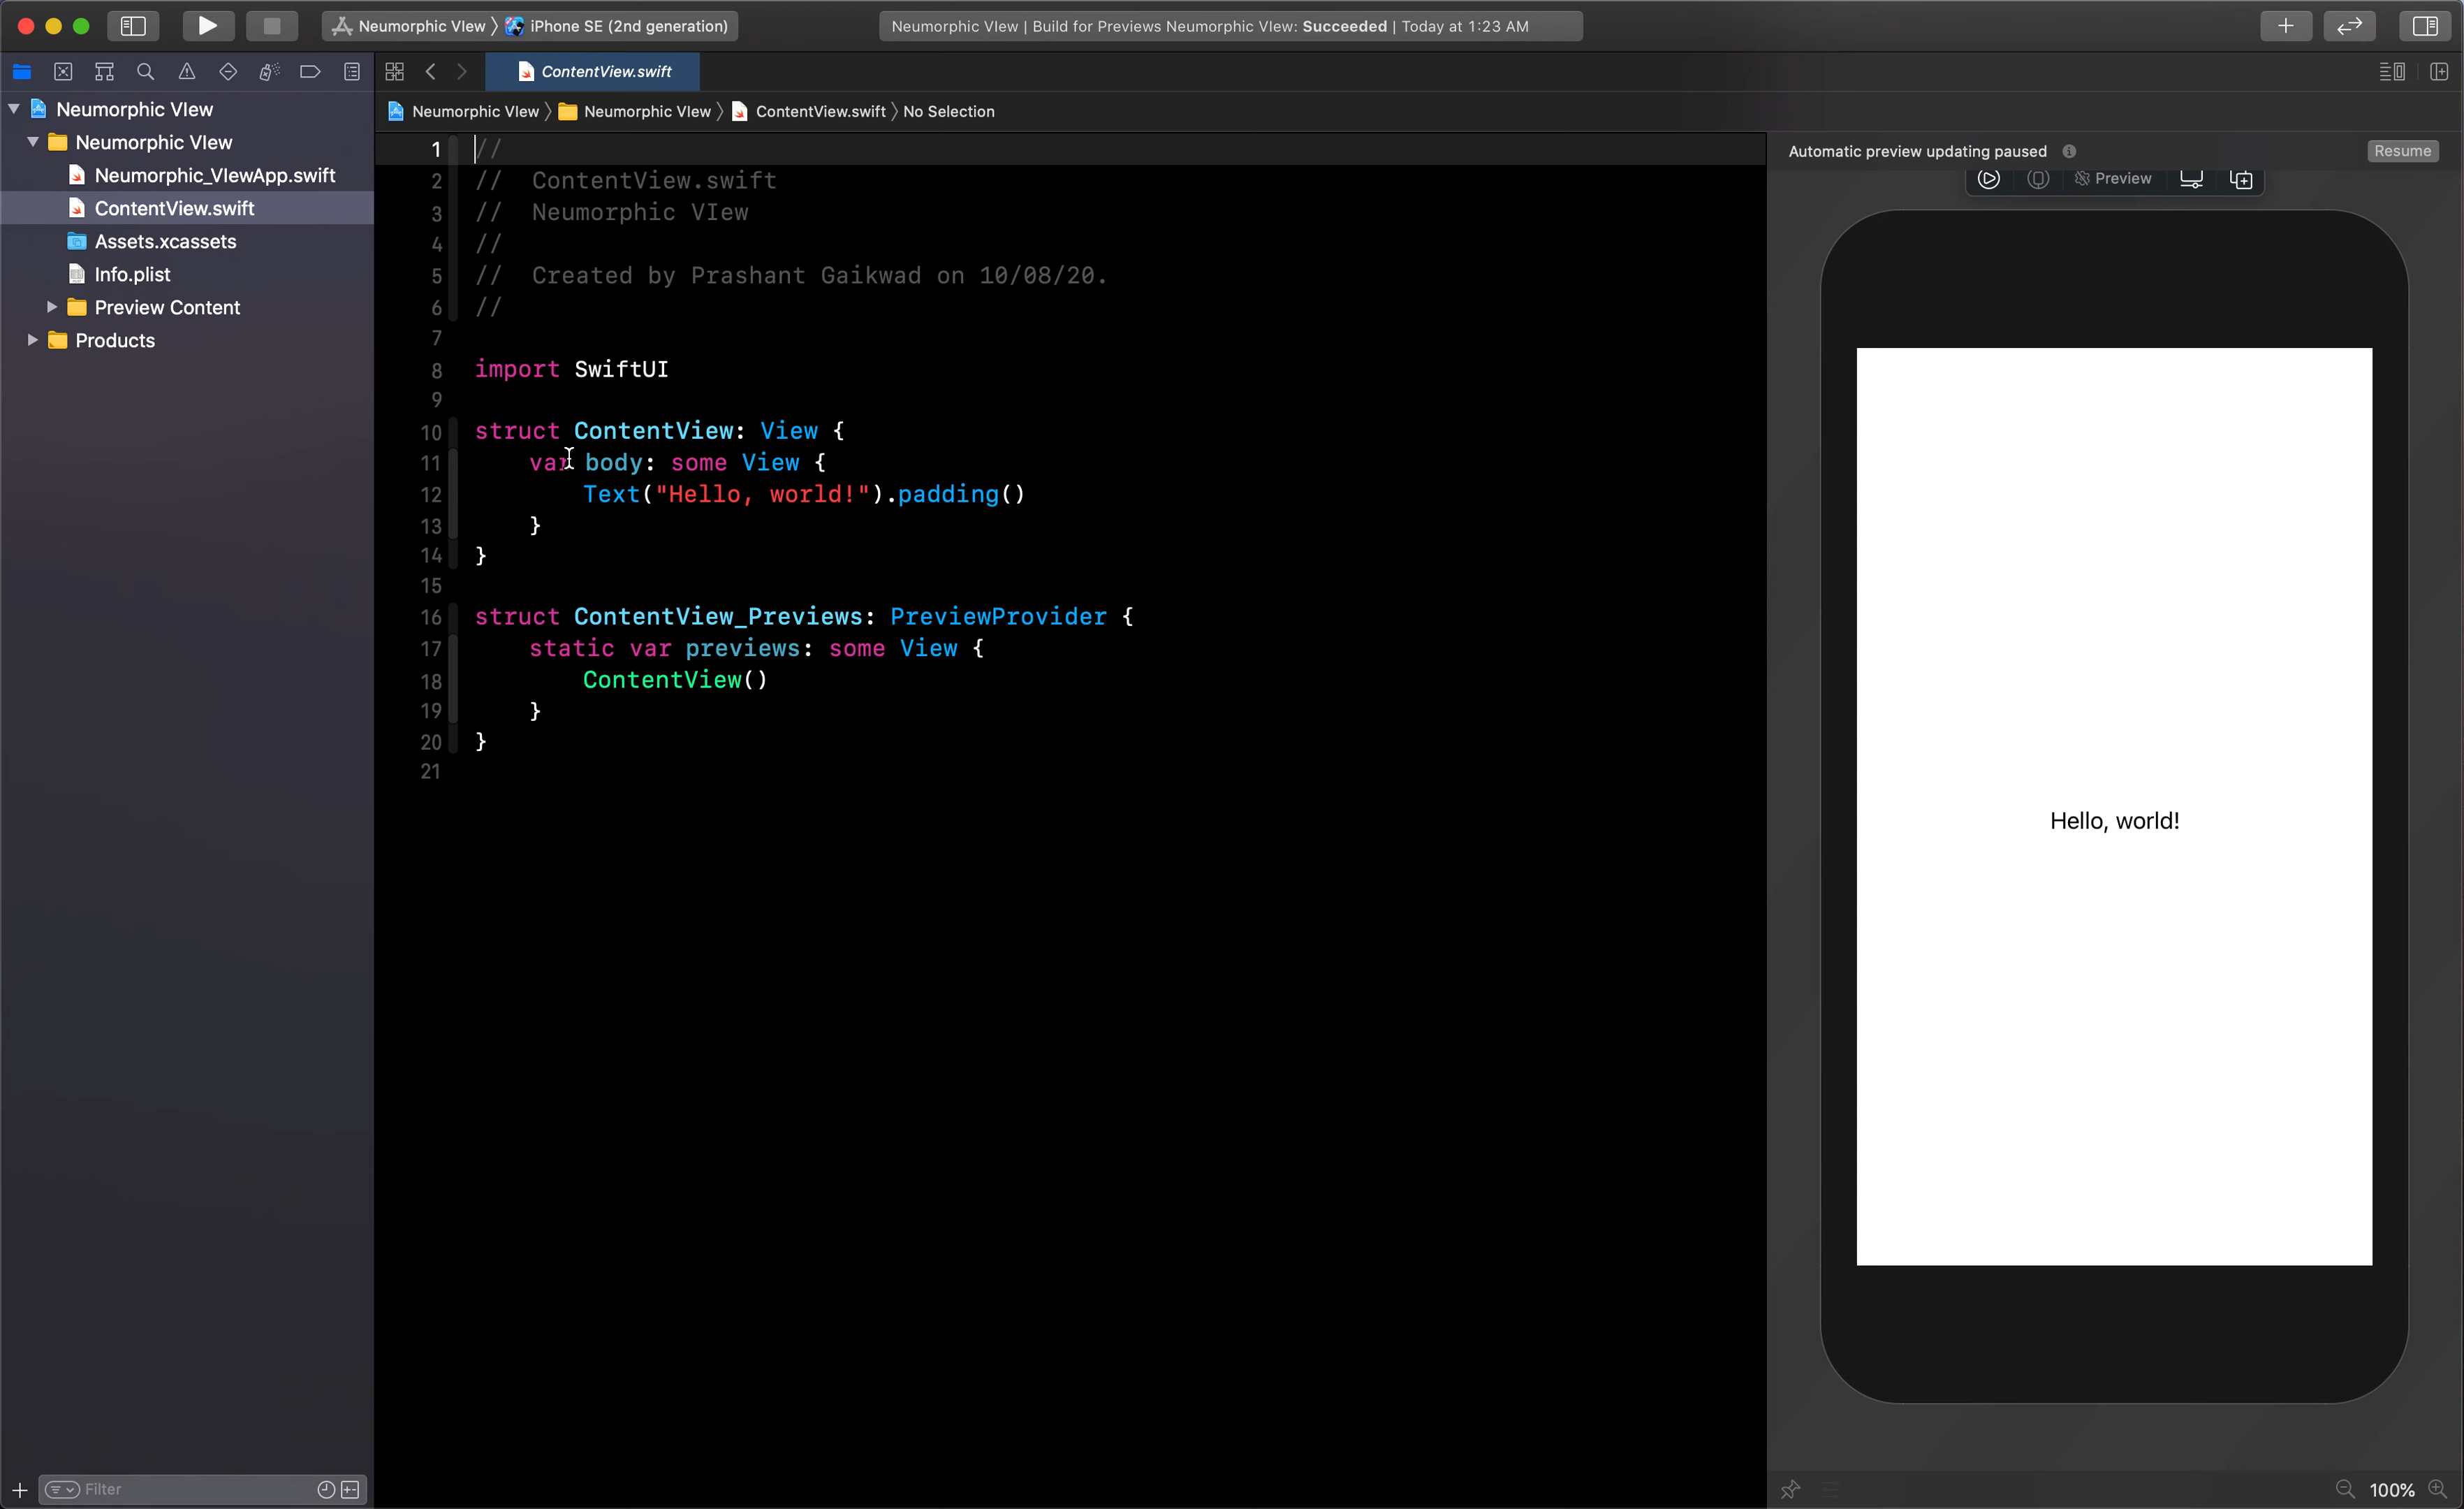 Neumorphic VIew 〉 iPhone SE (2nd generation)
Neumorphic VIew | Build for Previews Neumorphic VIew: Succeeded | Today at 1:23 AM
ContentView.swift
Neumorphic VIew
Neumorphic VIew
Neumorphic_VIewApp.swift
ContentView.swift
Assets.xcassets
Info.plist
Preview Content
Products
Filter
Neumorphic VIew 〉 Neumorphic VIew 〉 ContentView.swift 〉 No Selection
1 //
2 //  ContentView.swift
3 //  Neumorphic VIew
4 //
5 //  Created by Prashant Gaikwad on 10/08/20.
6 //
7
8 import SwiftUI
9
10 struct ContentView: View {
11     var body: some View {
12         Text("Hello, world!").padding()
13     }
14 }
15
16 struct ContentView_Previews: PreviewProvider {
17     static var previews: some View {
18         ContentView()
19     }
20 }
21
Automatic preview updating paused
Resume
Preview
Hello, world!
100%